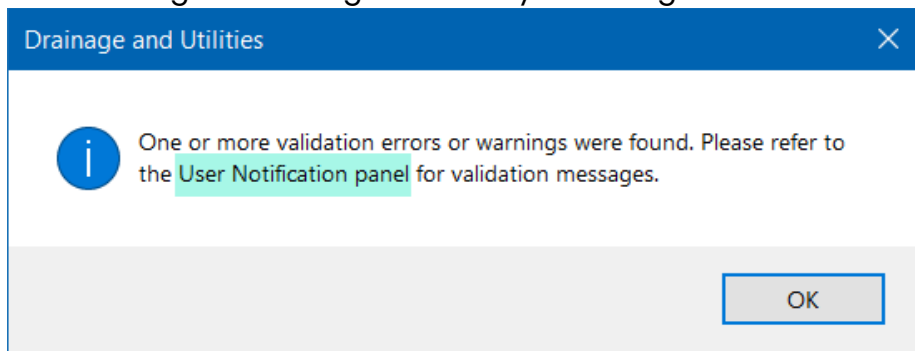 Drainage and Utilities
One or more validation errors or warnings were found. Please refer to
the User Notification panel for validation messages.
OK